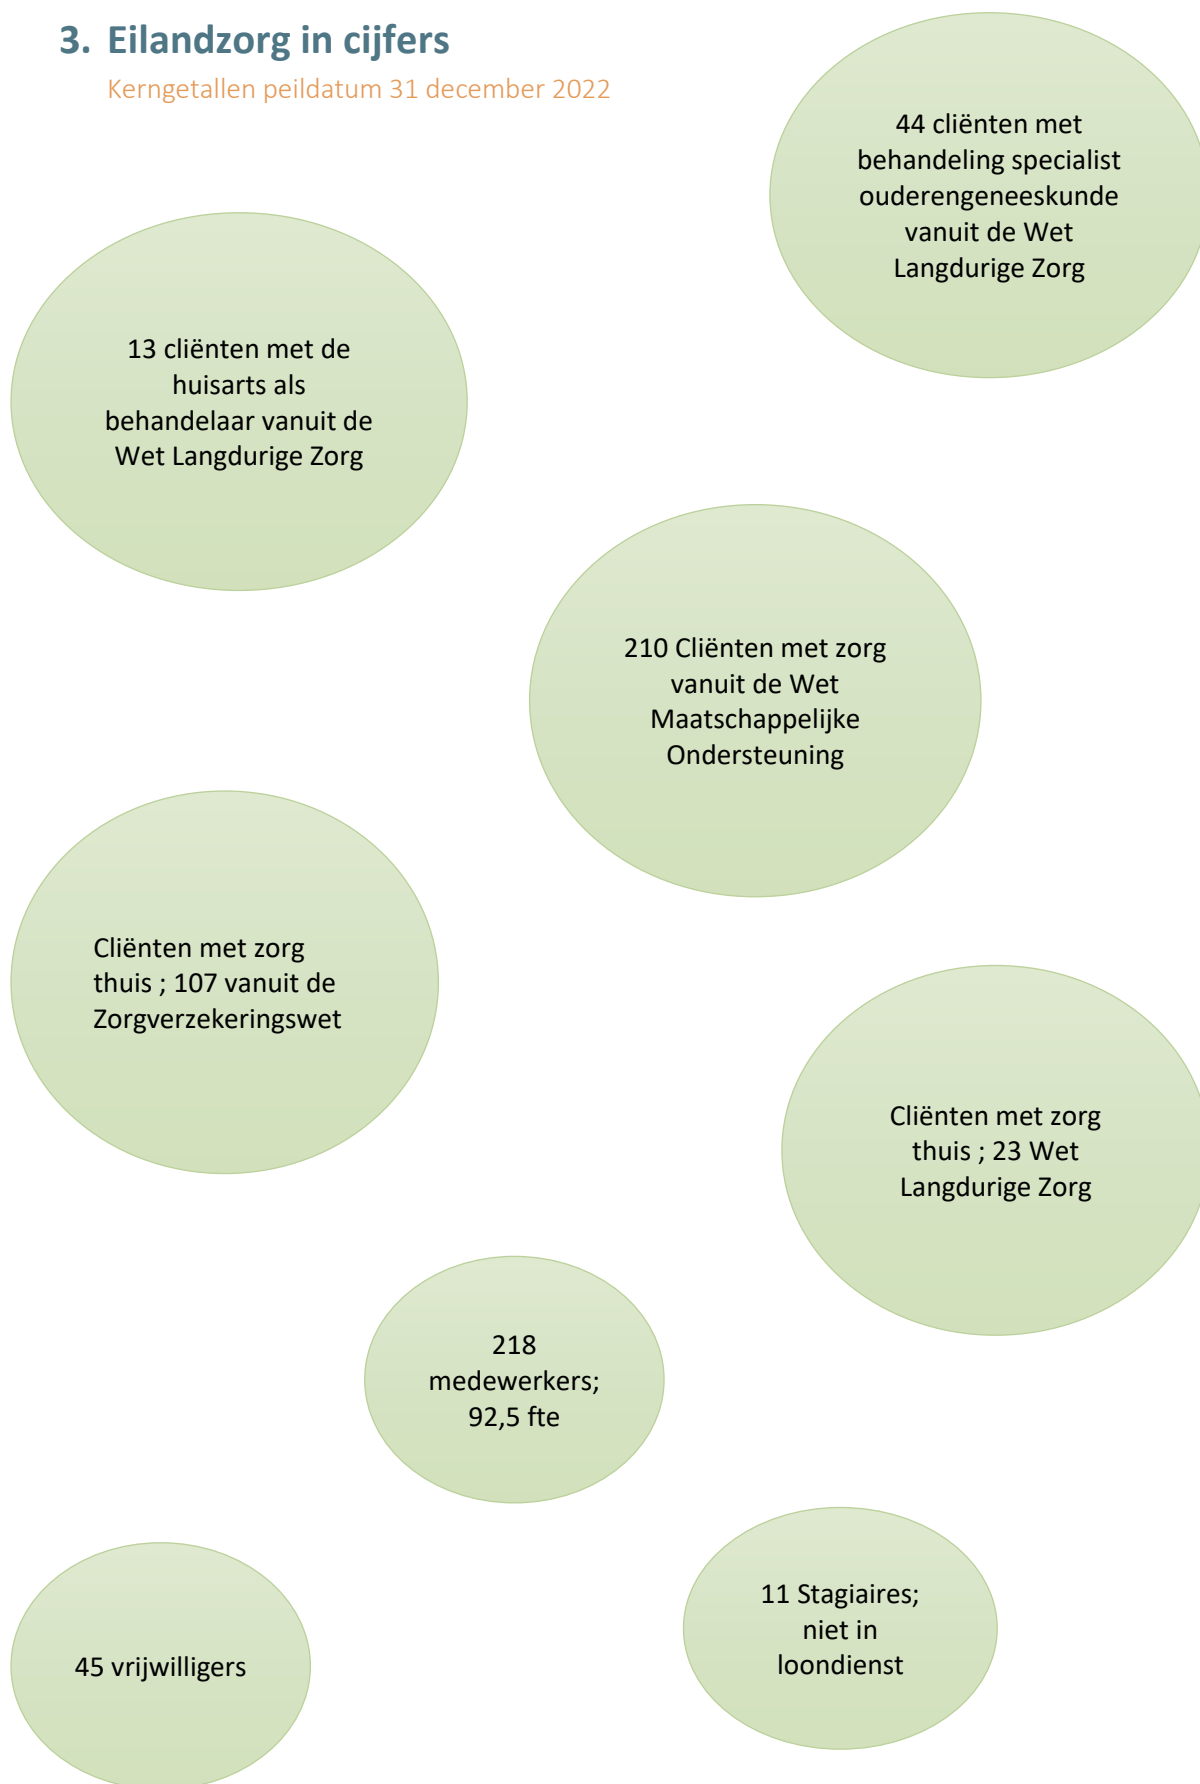 3. Eilandzorg in cijfers
Kerngetallen peildatum 31 december 2022
44 cliënten met
behandeling specialist
ouderengeneeskunde
vanuit de Wet
Langdurige Zorg
13 cliënten met de
huisarts als
behandelaar vanuit de
Wet Langdurige Zorg
210 Cliënten met zorg
vanuit de Wet
Maatschappelijke
Ondersteuning
Cliënten met zorg
thuis ; 107 vanuit de
Zorgverzekeringswet
Cliënten met zorg
thuis ; 23 Wet
Langdurige Zorg
218
medewerkers;
92,5 fte
11 Stagiaires;
niet in
loondienst
45 vrijwilligers